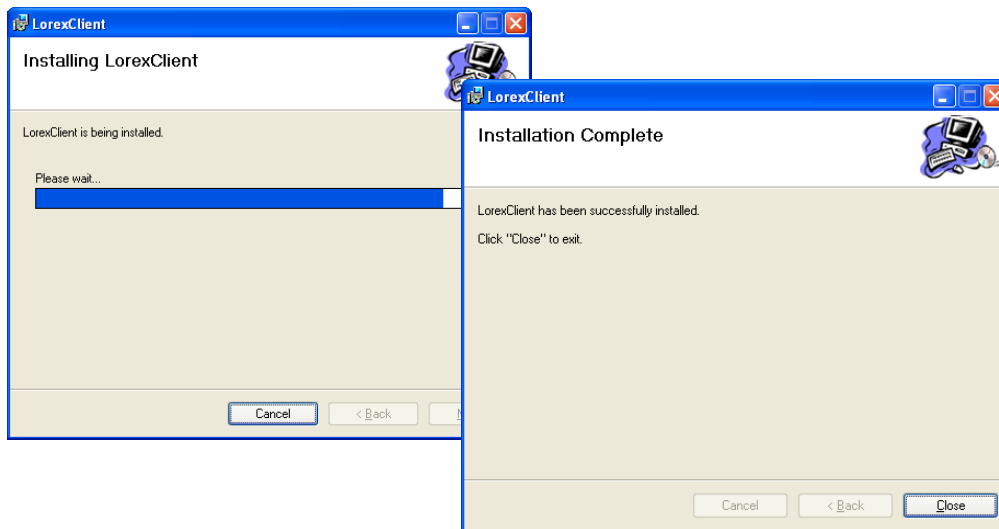 LorexClient
Installing LorexClient
LorexClient is being installed.
Please wait...
Cancel
< Back
LorexClient
Installation Complete
LorexClient has been successfully installed.
Click "Close" to exit.
Cancel
< Back
Close